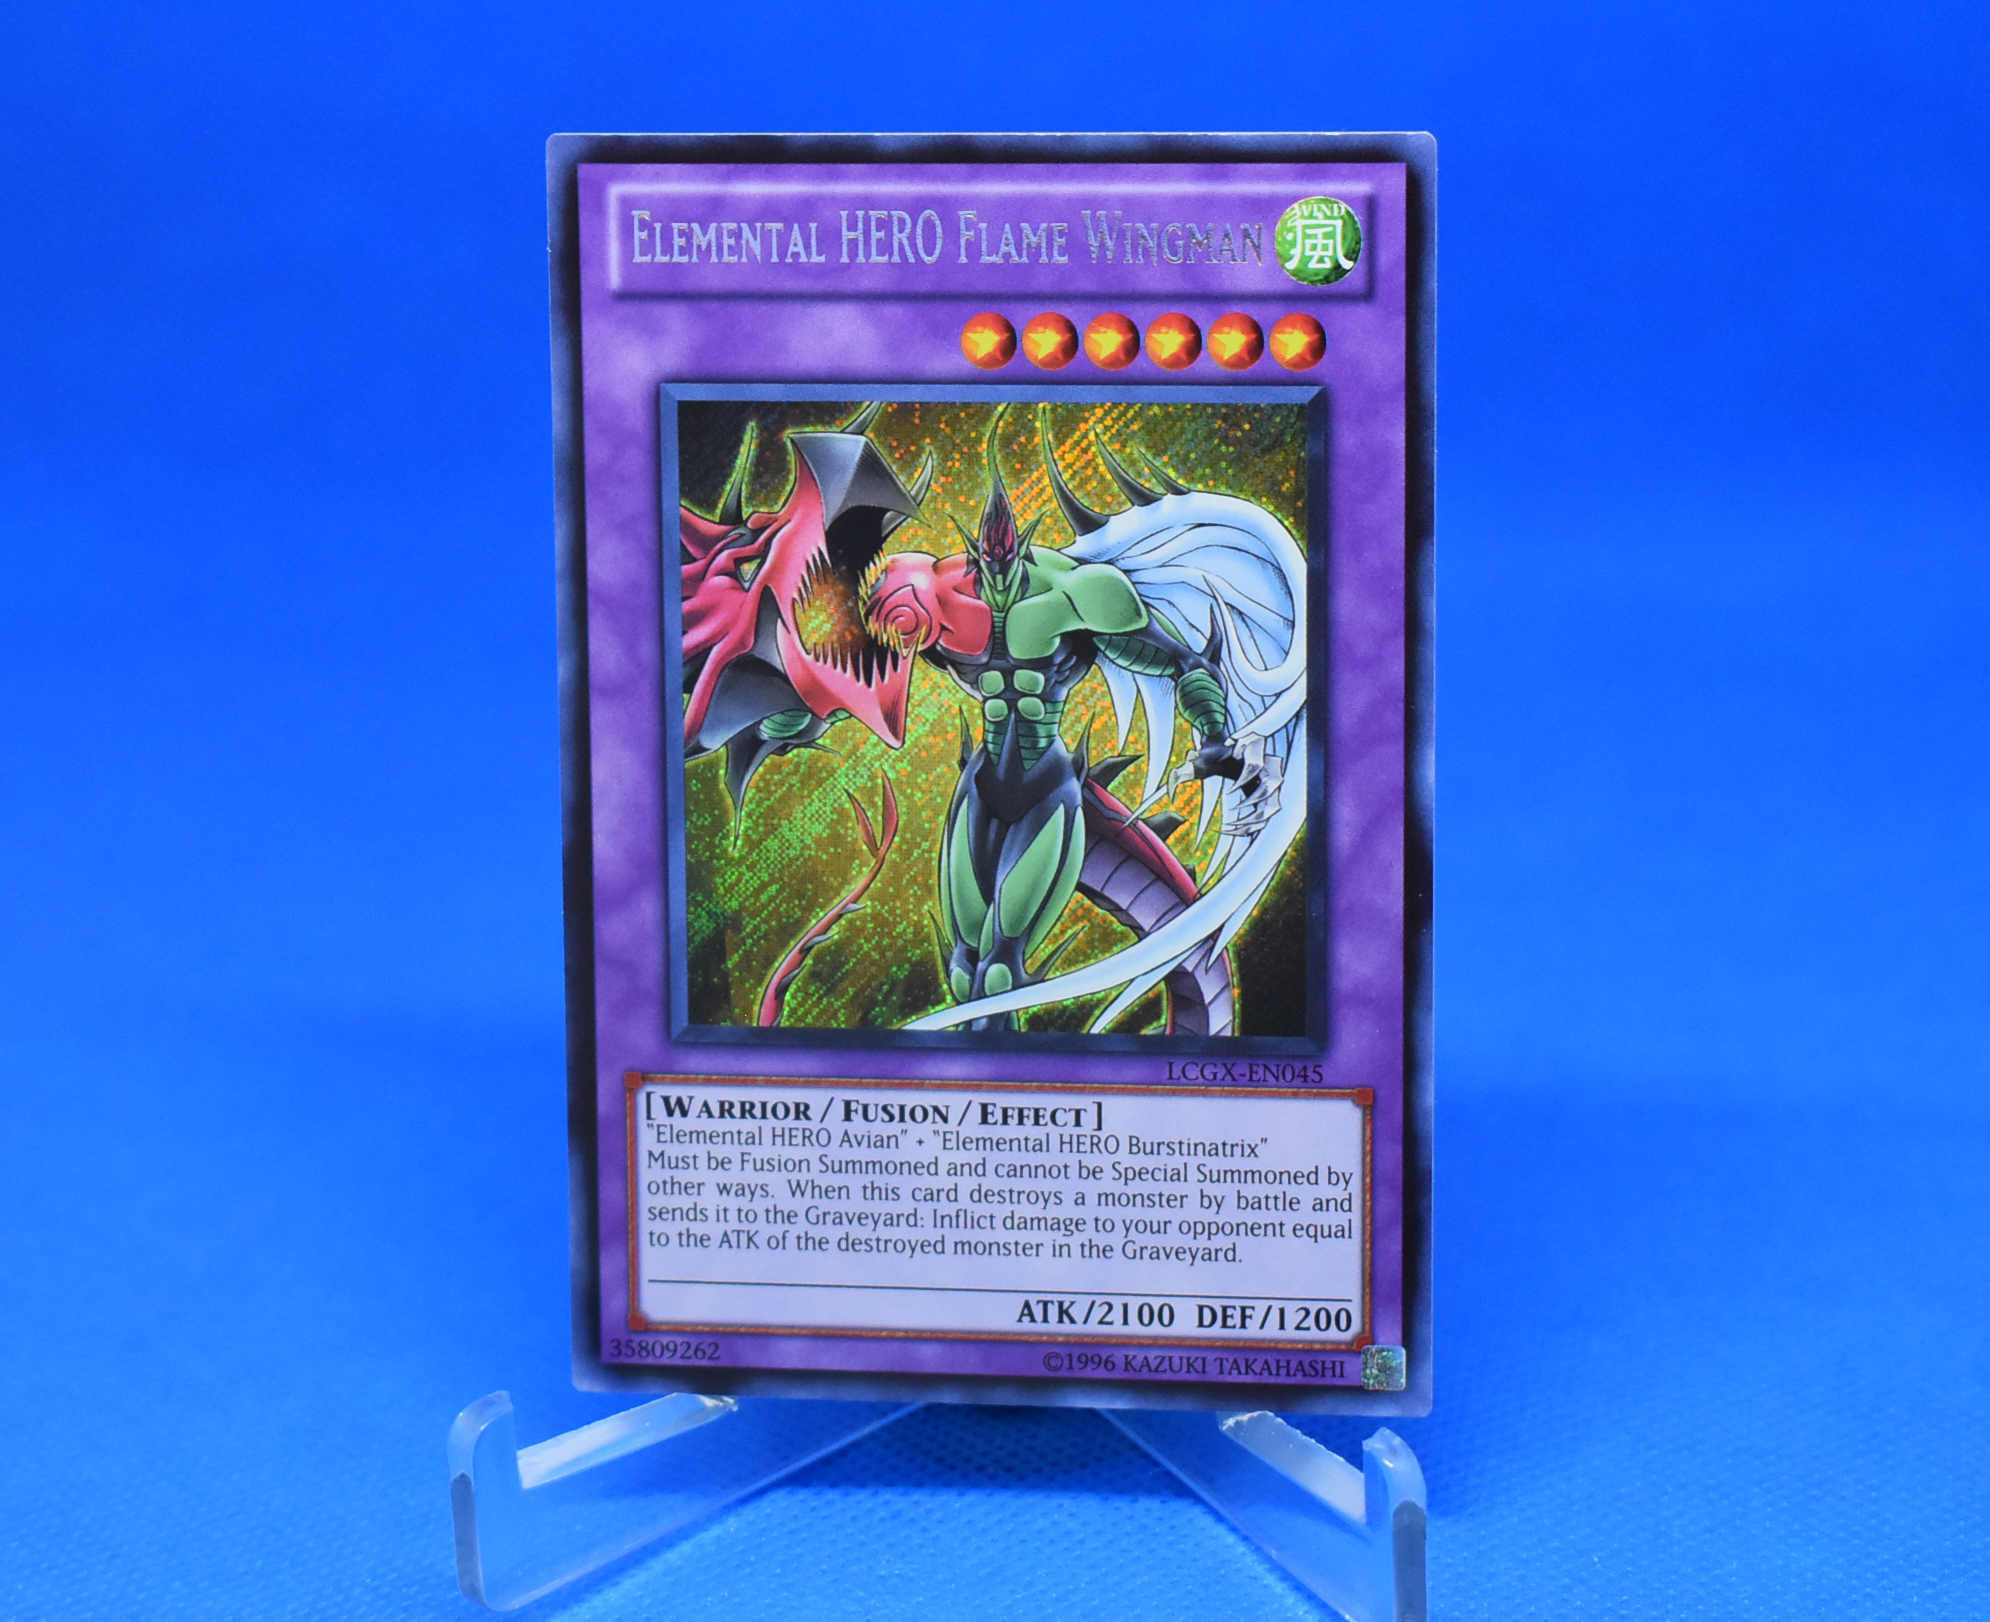 Elemental HERO Flame Wingman
WIND
風
LCGX-EN045
[Warrior / Fusion / Effect]
"Elemental HERO Avian" + "Elemental HERO Burstinatrix"
Must be Fusion Summoned and cannot be Special Summoned by
other ways. When this card destroys a monster by battle and
sends it to the Graveyard: Inflict damage to your opponent equal
to the ATK of the destroyed monster in the Graveyard.
ATK/2100 DEF/1200
35809262
©1996 KAZUKI TAKAHASHI